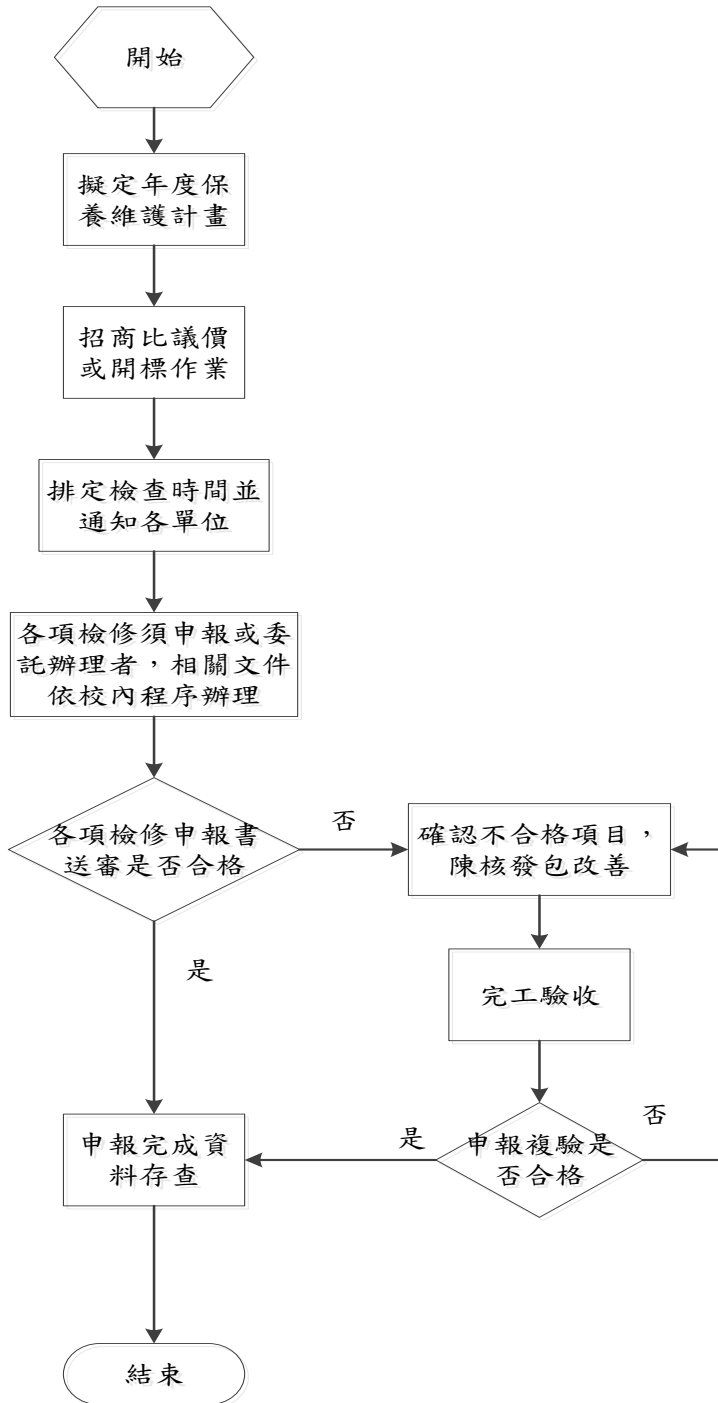 開始
擬定年度保
養維護計畫
招商比議價
或開標作業
排定檢查時間並
通知各單位
各項檢修須申報或委
託辦理者，相關文件
依校內程序辦理
各項檢修申報書
送審是否合格
否
確認不合格項目，
陳核發包改善
是
完工驗收
申報複驗是
否合格
是
否
申報完成資
料存查
結束